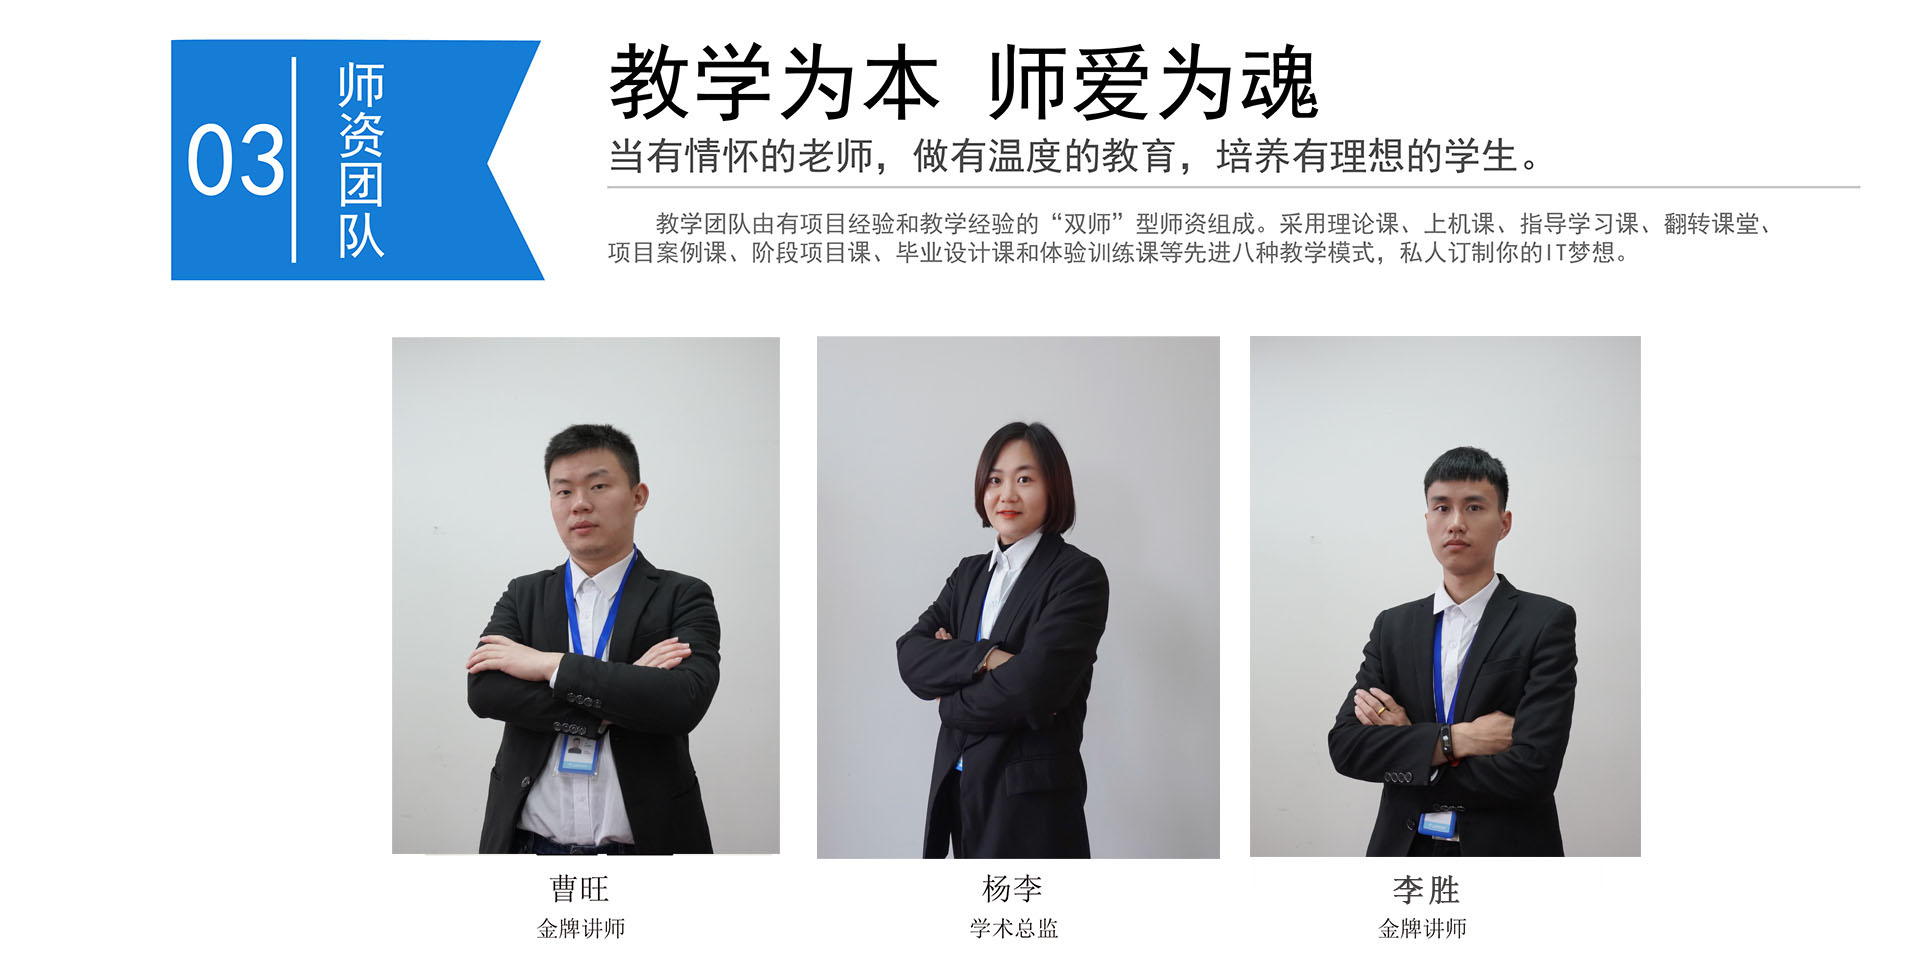 03
师资团队
教学为本 师爱为魂
当有情怀的老师，做有温度的教育，培养有理想的学生。
教学团队由有项目经验和教学经验的“双师”型师资组成。采用理论课、上机课、指导学习课、翻转课堂、
项目案例课、阶段项目课、毕业设计课和体验训练课等先进八种教学模式，私人订制你的IT梦想。
曹旺
金牌讲师
杨李
学术总监
李胜
金牌讲师